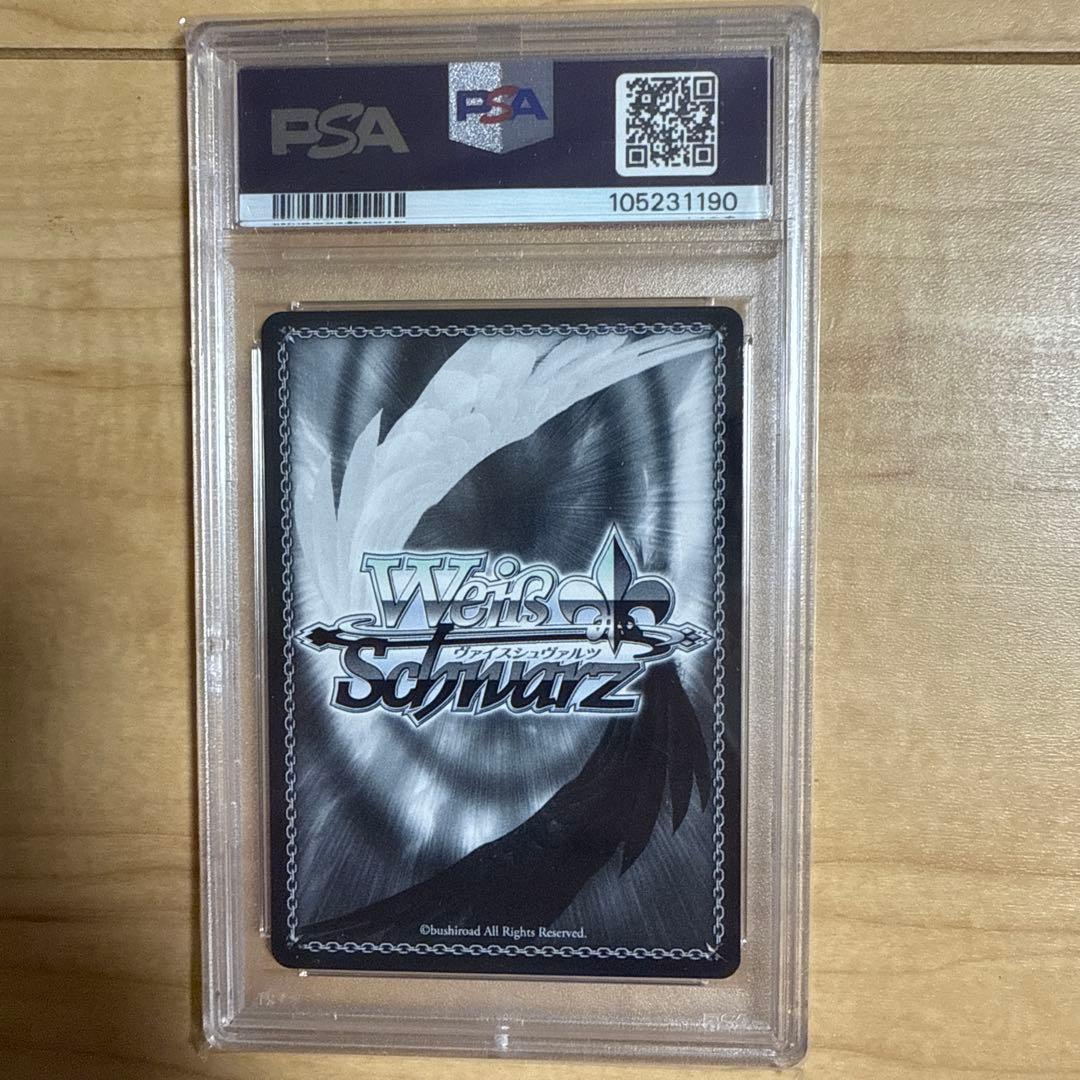 PSA
PSA
105231190
Weiß
ヴァイスシュヴァルツ
Schwarz
©bushiroad All Rights Reserved.